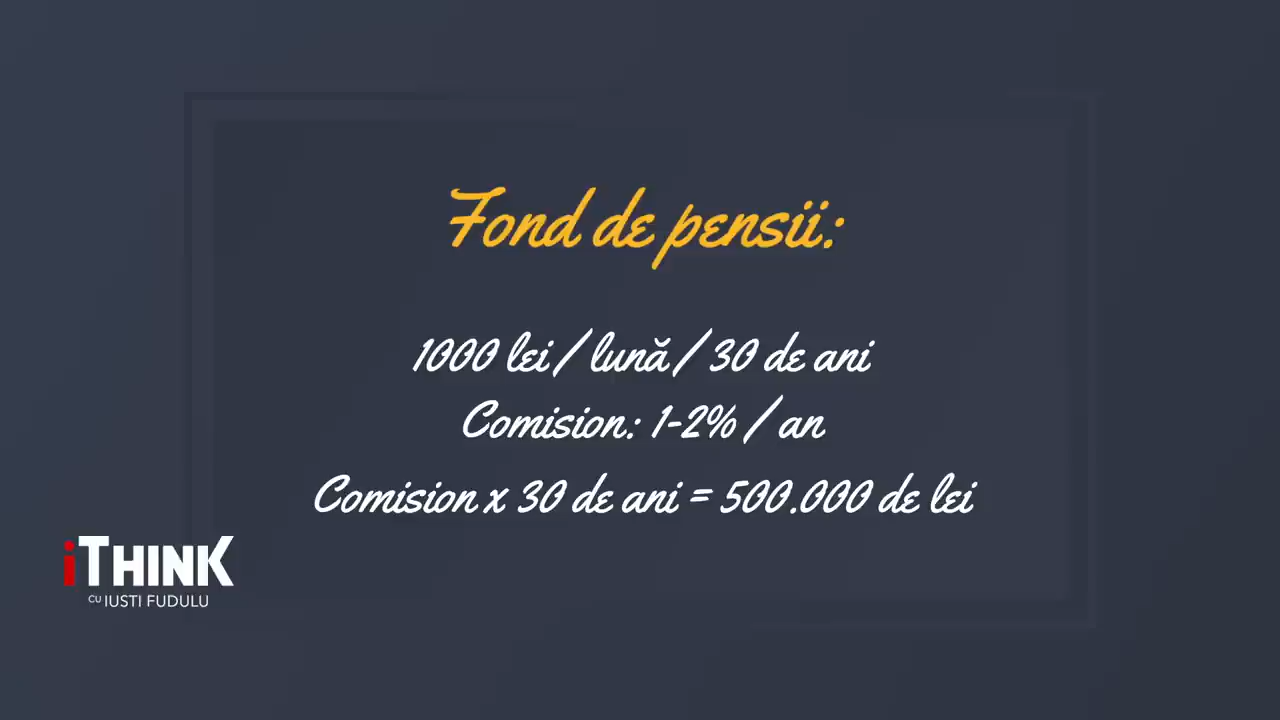 Fond de pensii:
1000 lei / lună / 30 de ani
Comision: 1-2% / an
Comision x 30 de ani = 500.000 de lei
iTHINK
CU IUSTI FUDULU